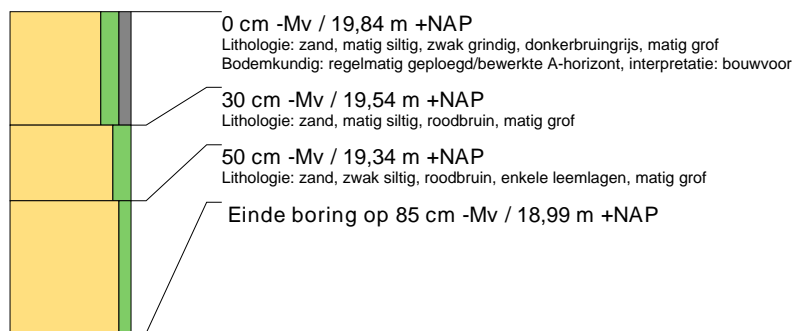 0 cm -Mv / 19,84 m +NAP
Lithologie: zand, matig siltig, zwak grindig, donkerbruingrijs, matig grof
Bodemkundig: regelmatig geploegd/bewerkte A-horizont, interpretatie: bouwvoor
30 cm -Mv / 19,54 m +NAP
Lithologie: zand, matig siltig, roodbruin, matig grof
50 cm -Mv / 19,34 m +NAP
Lithologie: zand, zwak siltig, roodbruin, enkele leemlagen, matig grof
Einde boring op 85 cm -Mv / 18,99 m +NAP